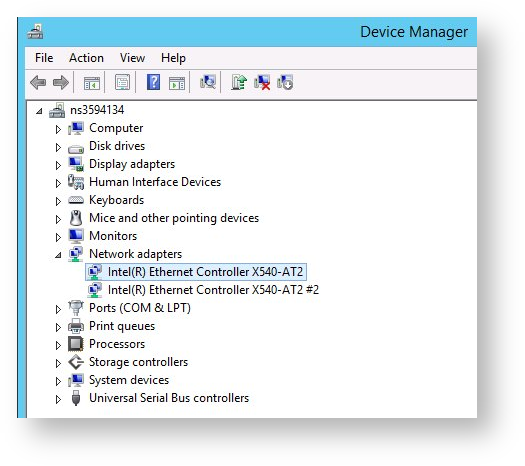 Device Manager
File Action View Help
ns3594134
Computer
Disk drives
Display adapters
Human Interface Devices
Keyboards
Mice and other pointing devices
Monitors
Network adapters
Intel(R) Ethernet Controller X540-AT2
Intel(R) Ethernet Controller X540-AT2 #2
Ports (COM & LPT)
Print queues
Processors
Storage controllers
System devices
Universal Serial Bus controllers